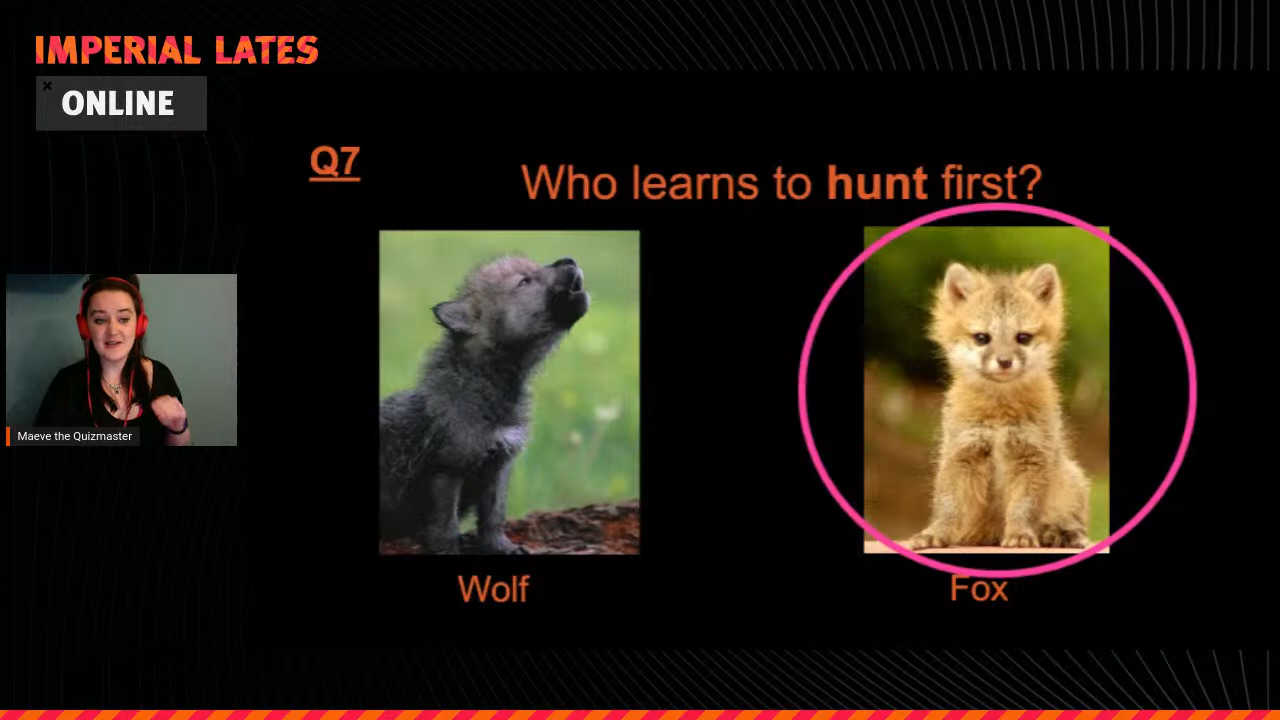 IMPERIAL LATES
ONLINE
Q7
Who learns to hunt first?
Maeve the Quizmaster
Wolf
Fox